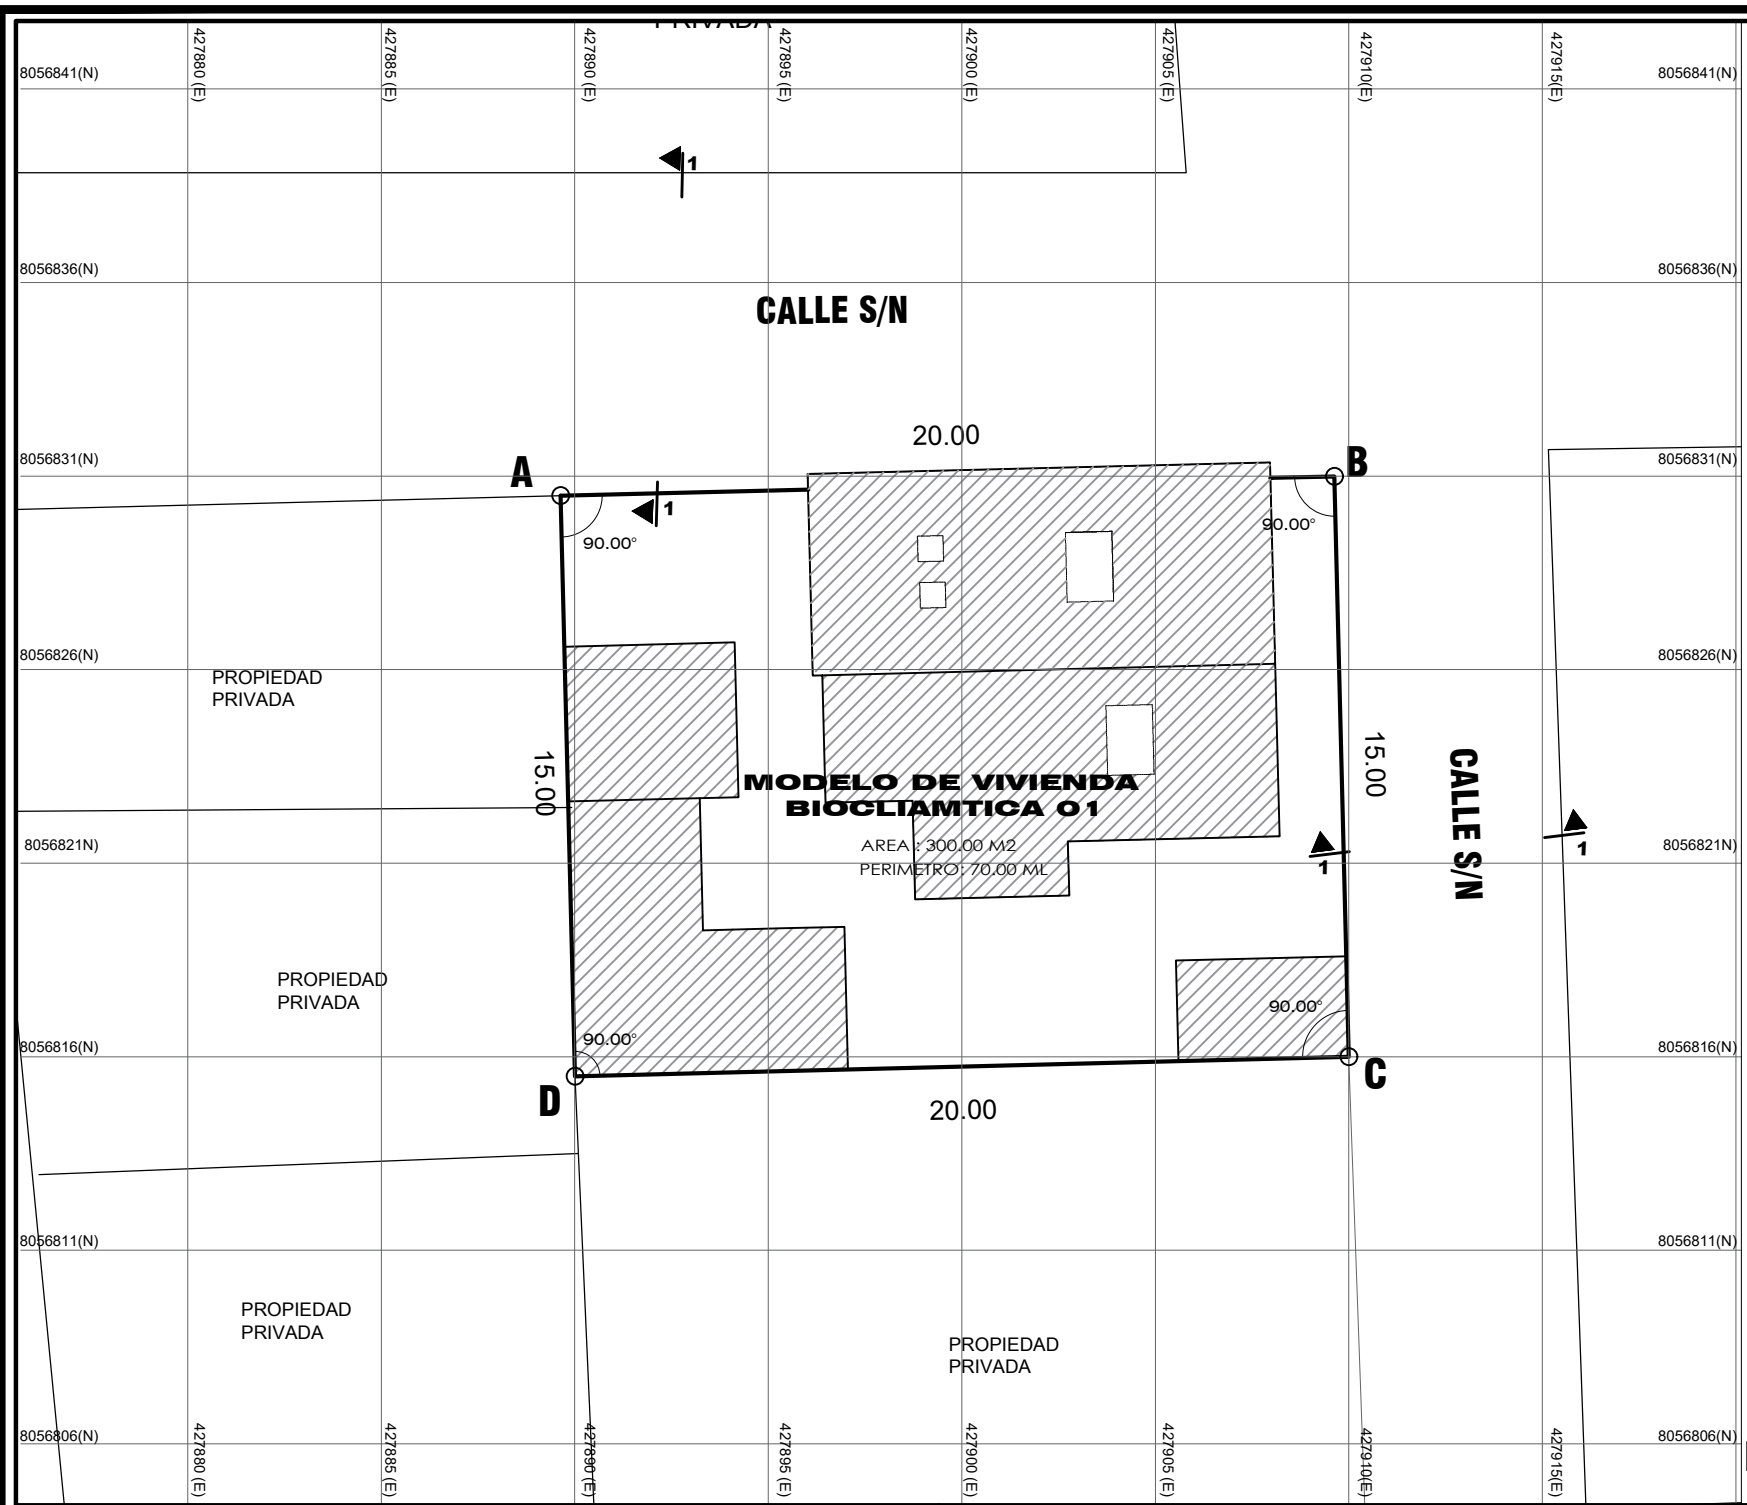 PRIVADA
427880 (E)
427885 (E)
427890 (E)
427895 (E)
427900 (E)
427905 (E)
427910(E)
427915(E)
8056841(N)
8056841(N)
1
8056836(N)
8056836(N)
CALLE S/N
20.00
A
B
8056831(N)
8056831(N)
1
90.00°
90.00°
8056826(N)
8056826(N)
PROPIEDAD
PRIVADA
15.00
15.00
CALLE S/N
MODELO DE VIVIENDA
BIOCLIAMTICA 01
AREA : 300.00 M2
PERIMETRO: 70.00 ML
8056821N)
8056821N)
1
1
PROPIEDAD
PRIVADA
90.00°
90.00°
8056816(N)
8056816(N)
D
C
20.00
8056811(N)
8056811(N)
PROPIEDAD
PRIVADA
PROPIEDAD
PRIVADA
8056806(N)
8056806(N)
427880 (E)
427885 (E)
427890 (E)
427895 (E)
427900 (E)
427905 (E)
427910(E)
427915(E)